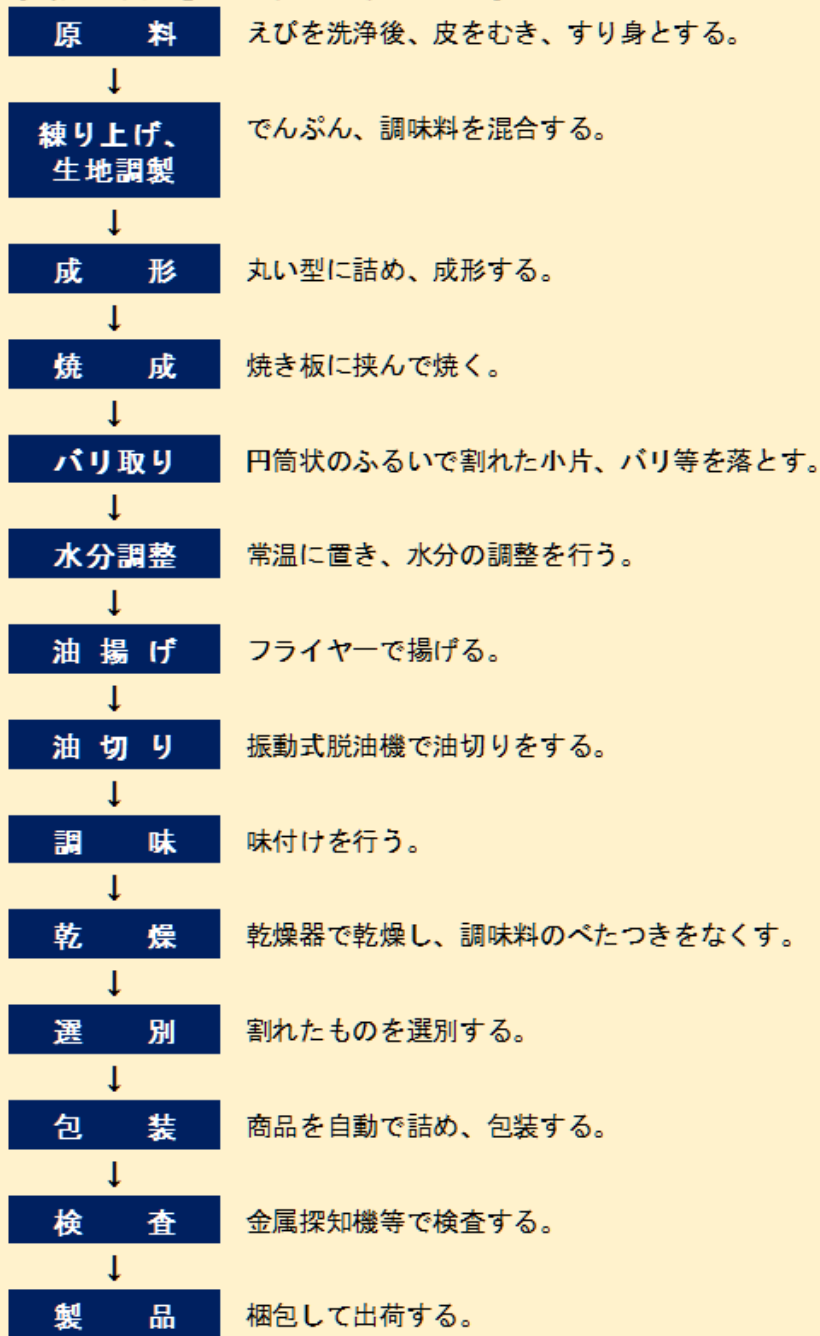 原料 えびを洗浄後、皮をむき、すり身とする。
↓
練り上げ、 でんぷん、調味料を混合する。
生地調製
↓
成形 丸い型に詰め、成形する。
↓
焼成 焼き板に挟んで焼く。
↓
バリ取り 円筒状のふるいで割れた小片、バリ等を落とす。
↓
水分調整 常温に置き、水分の調整を行う。
↓
油揚げ フライヤーで揚げる。
↓
油切り 振動式脱油機で油切りをする。
↓
調味 味付けを行う。
↓
乾燥 乾燥器で乾燥し、調味料のべたつきをなくす。
↓
選別 割れたものを選別する。
↓
包装 商品を自動で詰め、包装する。
↓
検査 金属探知機等で検査する。
↓
製品 梱包して出荷する。